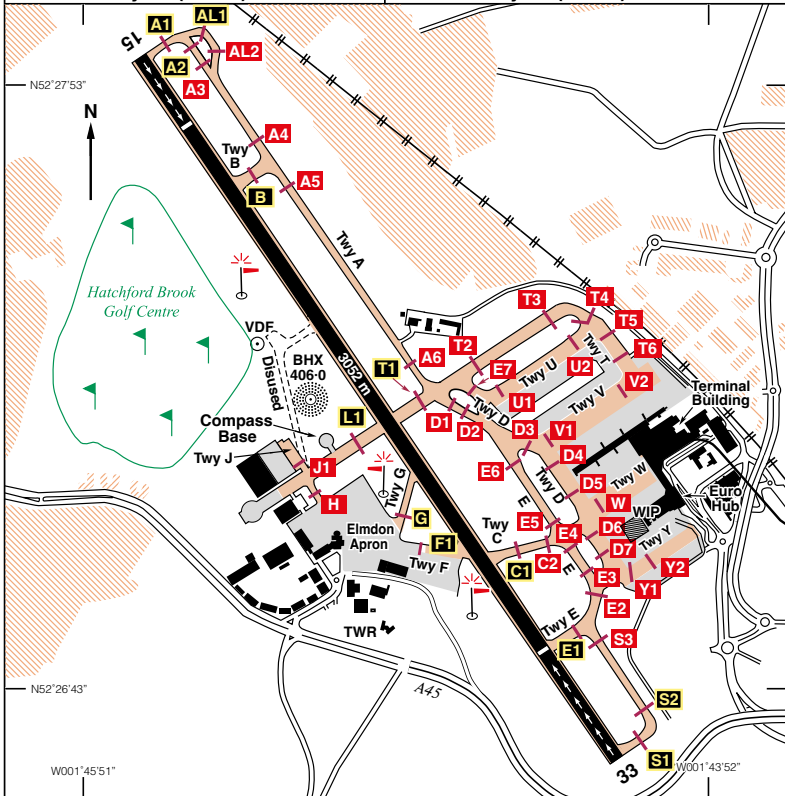 A1
AL1
15
A2
AL2
A3
N52°27'53"
N
A4
Twy
B
A5
B
Twy A
Hatchford Brook
Golf Centre
T3
T4
T5
T6
T2
A6
E7
Twy T
U2
Twy U
V2
Twy V
U1
VDF
Disused
BHX
406·0
3052 m
T1
Terminal
Building
L1
D1
D2
Twy D
D3
V1
Compass
Base
Twy J
J1
H
Twy G
G
E6
D4
Twy D
D5
Twy W
W
Euro
Hub
WIP
E
Elmdon
Apron
F1
Twy F
Twy
C
E5
E4
D6
Twy Y
C1
C2
E
D7
E3
Y1
Y2
E2
TWR
Twy E
E1
S3
A45
N52°26'43"
S2
S1
33
W001°45'51"
W001°43'52"